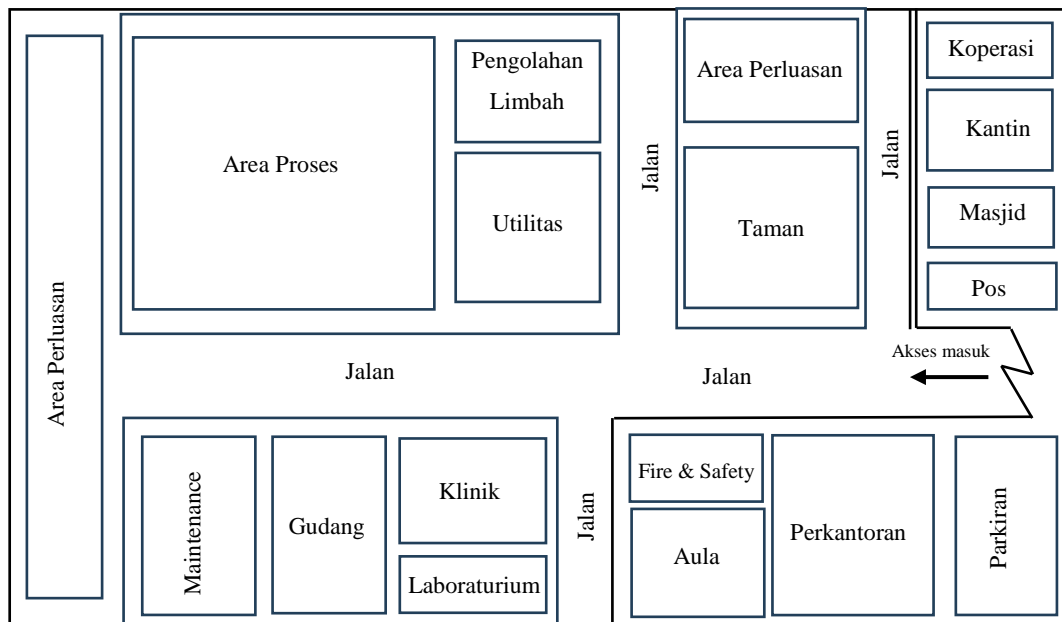 Koperasi
Pengolahan
Limbah
Area Perluasan
Kantin
Area Proses
Jalan
Jalan
Masjid
Utilitas
Taman
Pos
Area Perluasan
Akses masuk
Jalan
Jalan
Fire & Safety
Klinik
Maintenance
Gudang
Jalan
Perkantoran
Parkiran
Aula
Laboraturium